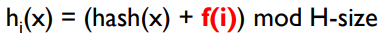 hᵢ(x) = (hash(x) + f(i)) mod H-size